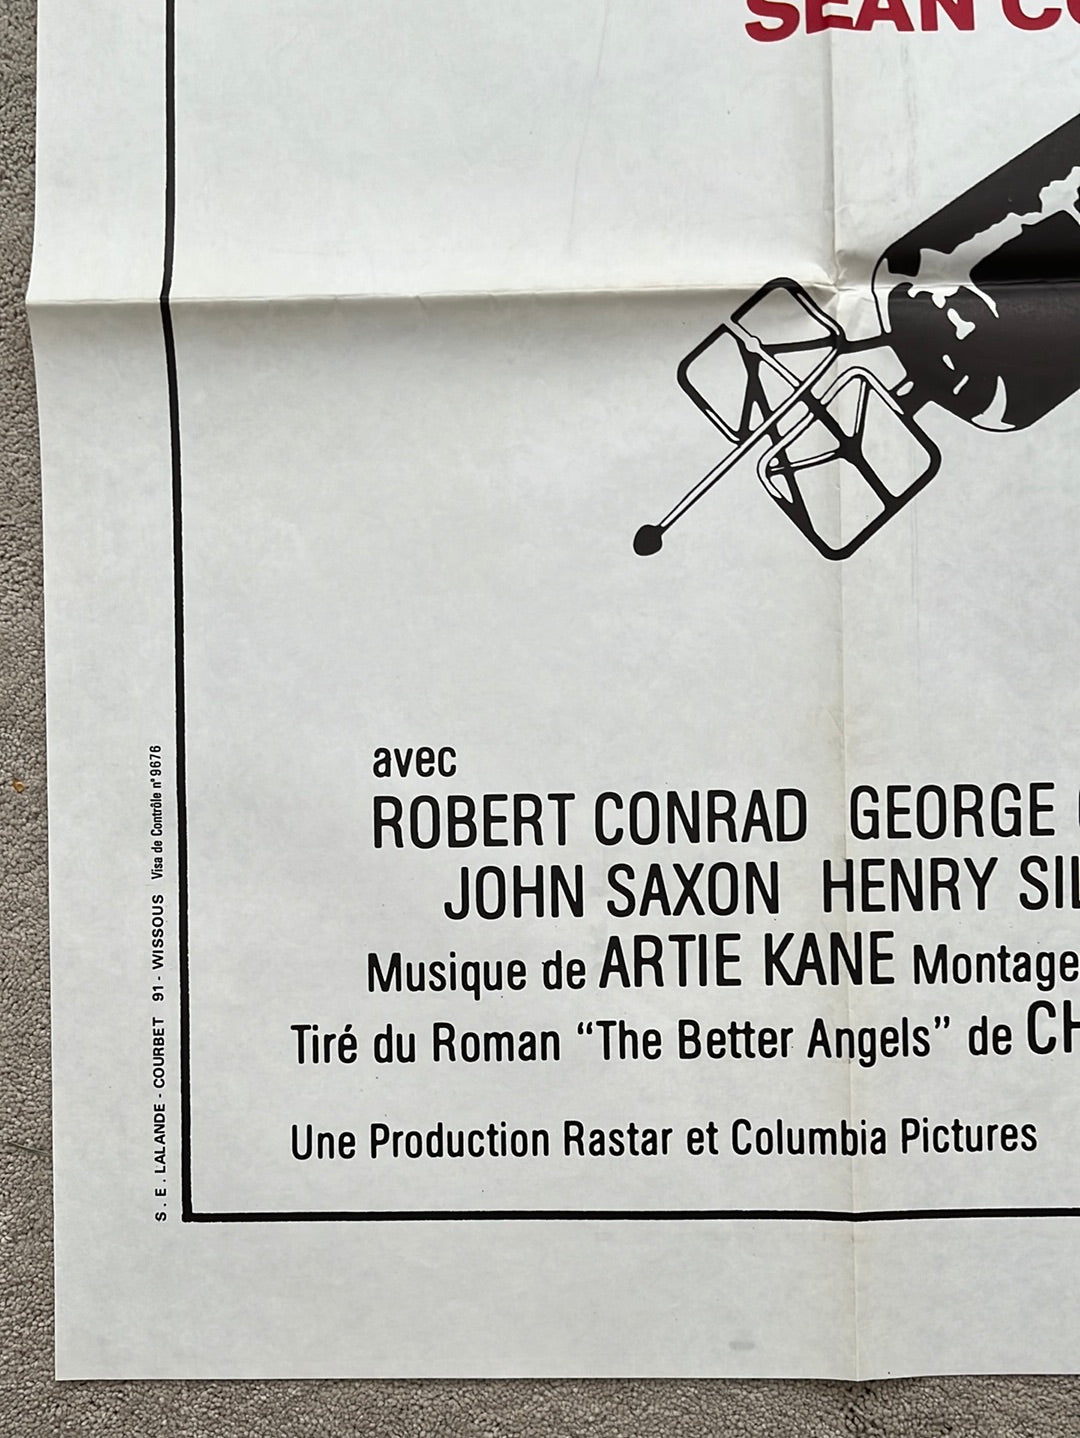 SEAN
avec
ROBERT CONRAD GEORGE
JOHN SAXON HENRY
Musique de ARTIE KANE Montage
Tiré du Roman “The Better Angels” de
Une Production Rastar et Columbia Pictures
S.E. LALANDE - COURBET 91 - WISSOUS Visa de Contrôle n°9676